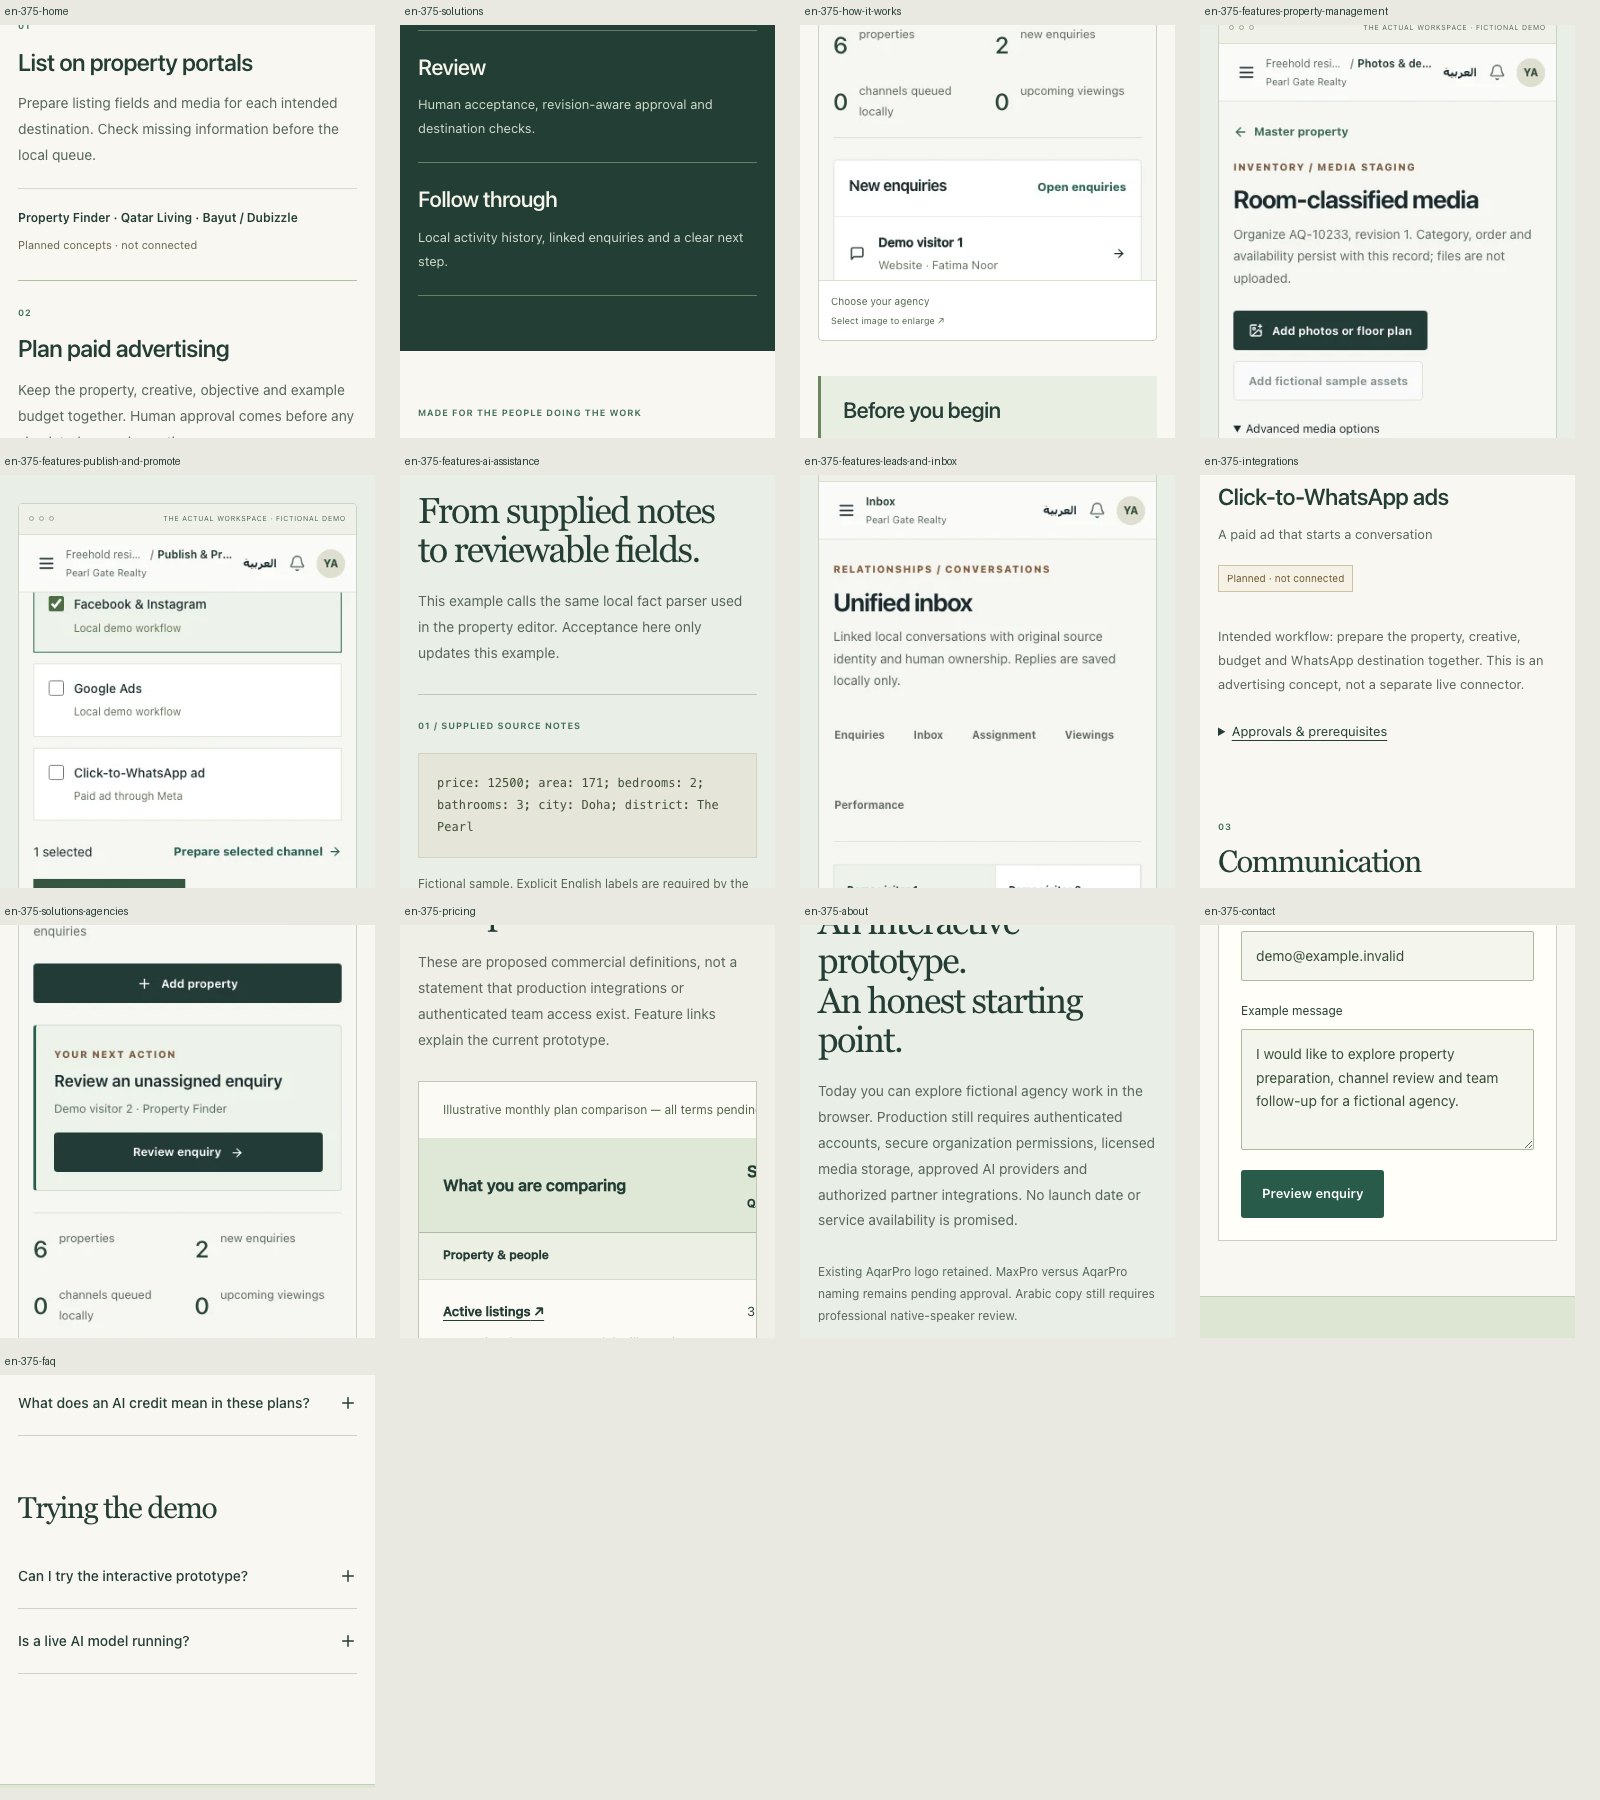 en-375-home
01
List on property portals
Prepare listing fields and media for each intended
destination. Check missing information before the
local queue.
Property Finder · Qatar Living · Bayut / Dubizzle
Planned concepts · not connected
02
Plan paid advertising
Keep the property, creative, objective and example
budget together. Human approval comes before any
en-375-solutions
Review
Human acceptance, revision-aware approval and
destination checks.
Follow through
Local activity history, linked enquiries and a clear next
step.
MADE FOR THE PEOPLE DOING THE WORK
en-375-how-it-works
6 properties
2 new enquiries
0 channels queued
locally
0 upcoming viewings
New enquiries
Open enquiries
Demo visitor 1
Website · Fatima Noor
Choose your agency
Select image to enlarge ↗
Before you begin
en-375-features-property-management
THE ACTUAL WORKSPACE · FICTIONAL DEMO
Freehold resi... / Photos & de...
Pearl Gate Realty
العربية
YA
← Master property
INVENTORY / MEDIA STAGING
Room-classified media
Organize AQ-10233, revision 1. Category, order and
availability persist with this record; files are not
uploaded.
Add photos or floor plan
Add fictional sample assets
▼ Advanced media options
en-375-features-publish-and-promote
THE ACTUAL WORKSPACE · FICTIONAL DEMO
Freehold resi... / Publish & Pr...
Pearl Gate Realty
العربية
YA
Facebook & Instagram
Local demo workflow
Google Ads
Local demo workflow
Click-to-WhatsApp ad
Paid ad through Meta
1 selected
Prepare selected channel →
en-375-features-ai-assistance
From supplied notes
to reviewable fields.
This example calls the same local fact parser used
in the property editor. Acceptance here only
updates this example.
01 / SUPPLIED SOURCE NOTES
price: 12500; area: 171; bedrooms: 2;
bathrooms: 3; city: Doha; district: The
Pearl
Fictional sample. Explicit English labels are required by the
en-375-features-leads-and-inbox
Inbox
Pearl Gate Realty
العربية
YA
RELATIONSHIPS / CONVERSATIONS
Unified inbox
Linked local conversations with original source
identity and human ownership. Replies are saved
locally only.
Enquiries Inbox Assignment Viewings
Performance
en-375-integrations
Click-to-WhatsApp ads
A paid ad that starts a conversation
Planned · not connected
Intended workflow: prepare the property, creative,
budget and WhatsApp destination together. This is an
advertising concept, not a separate live connector.
▶ Approvals & prerequisites
03
Communication
en-375-solutions-agencies
enquiries
+ Add property
YOUR NEXT ACTION
Review an unassigned enquiry
Demo visitor 2 · Property Finder
Review enquiry →
6 properties
2 new enquiries
0 channels queued
locally
0 upcoming viewings
en-375-pricing
These are proposed commercial definitions, not a
statement that production integrations or
authenticated team access exist. Feature links
explain the current prototype.
Illustrative monthly plan comparison — all terms pendin
What you are comparing
S
Q
Property & people
Active listings ↗
3
en-375-about
An interactive
prototype.
An honest starting
point.
Today you can explore fictional agency work in the
browser. Production still requires authenticated
accounts, secure organization permissions, licensed
media storage, approved AI providers and
authorized partner integrations. No launch date or
service availability is promised.
Existing AqarPro logo retained. MaxPro versus AqarPro
naming remains pending approval. Arabic copy still requires
professional native-speaker review.
en-375-contact
demo@example.invalid
Example message
I would like to explore property
preparation, channel review and team
follow-up for a fictional agency.
Preview enquiry
en-375-faq
What does an AI credit mean in these plans?
Trying the demo
Can I try the interactive prototype?
Is a live AI model running?